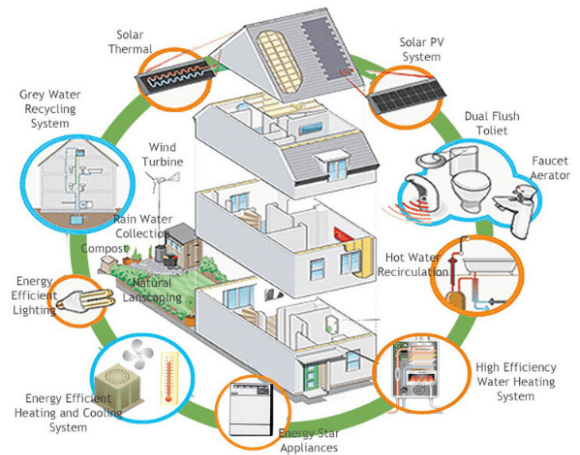 Solar
Thermal
Solar PV
System
Grey Water
Recycling
System
Dual Flush
Toliet
Wind
Turbine
Faucet
Aerator
Rain Water
Collection
Compost
Hot Water
Recirculation
Energy
Efficient
Lighting
Natural
Lanscoping
High Efficiency
Water Heating
System
Energy Efficient
Heating and Cooling
System
Energy Star
Appliances